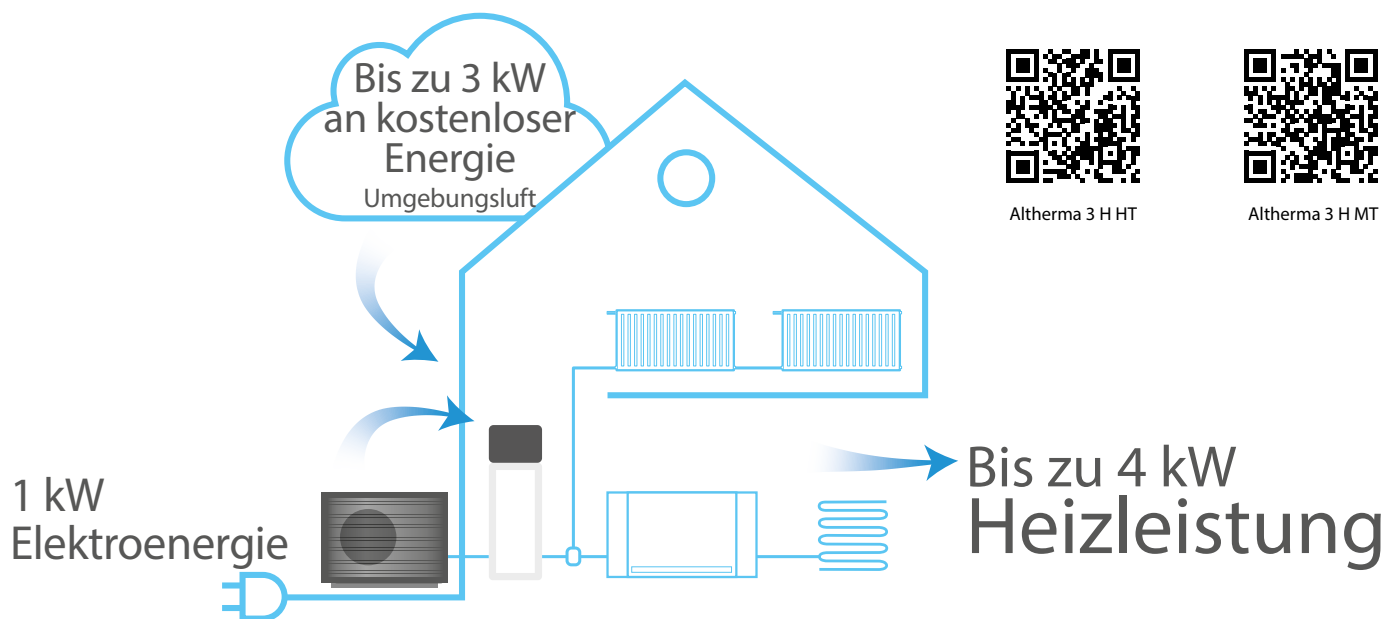 Bis zu 3 kW
an kostenloser
Energie
Umgebungsluft
Altherma 3 H HT
Altherma 3 H MT
1 kW
Elektroenergie
Bis zu 4 kW
Heizleistung